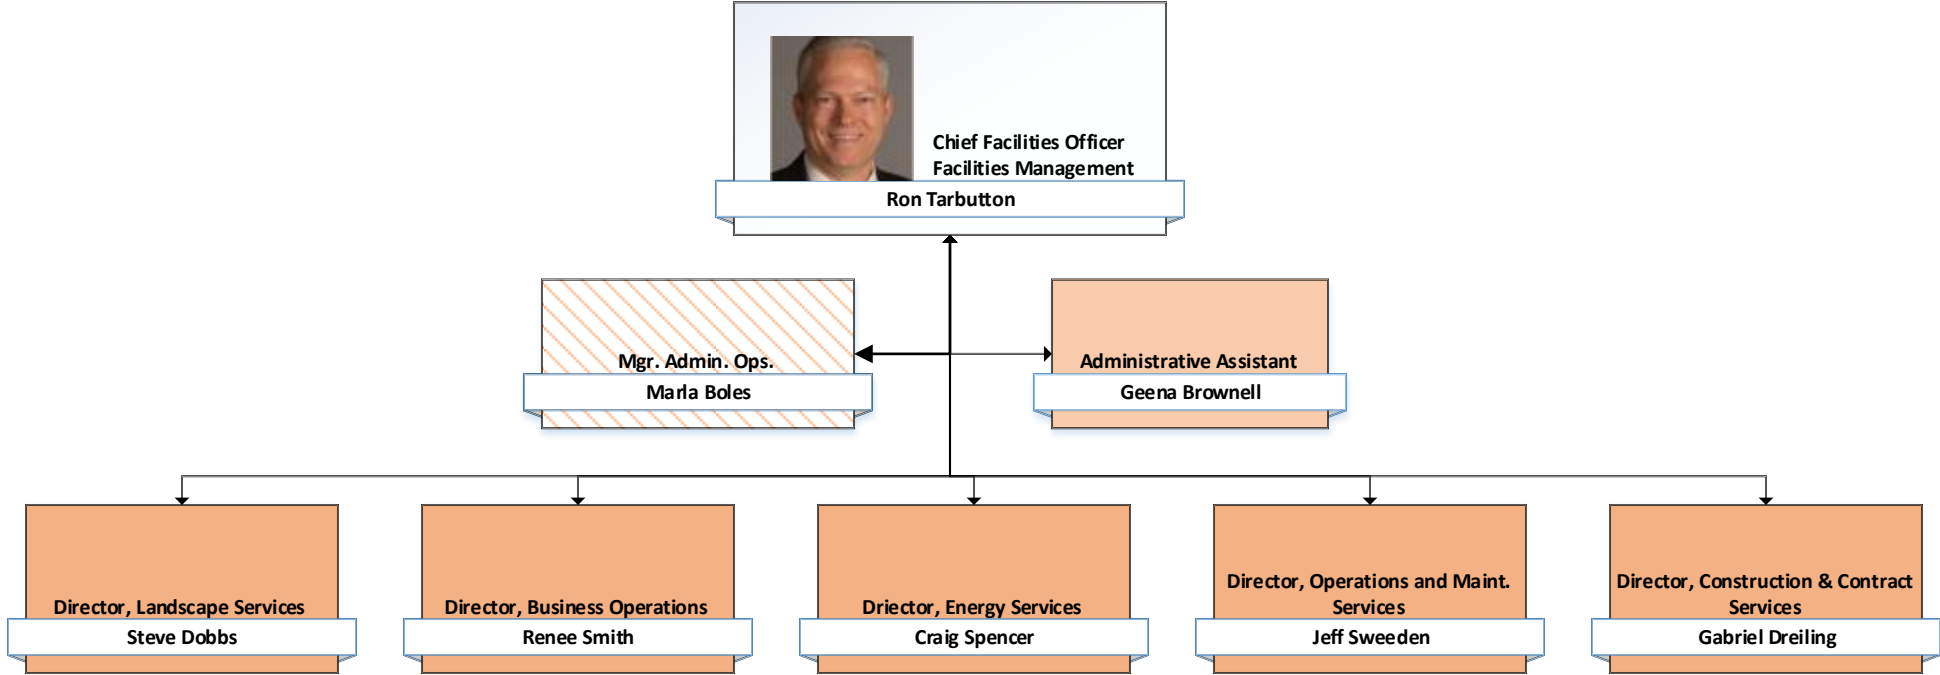 Chief Facilities Officer
Facilities Management
Ron Tarbutton
Mgr. Admin. Ops.
Marla Boles
Administrative Assistant
Geena Brownell
Director, Landscape Services
Steve Dobbs
Director, Business Operations
Renee Smith
Driector, Energy Services
Craig Spencer
Director, Operations and Maint.
Services
Jeff Sweeden
Director, Construction & Contract
Services
Gabriel Dreiling